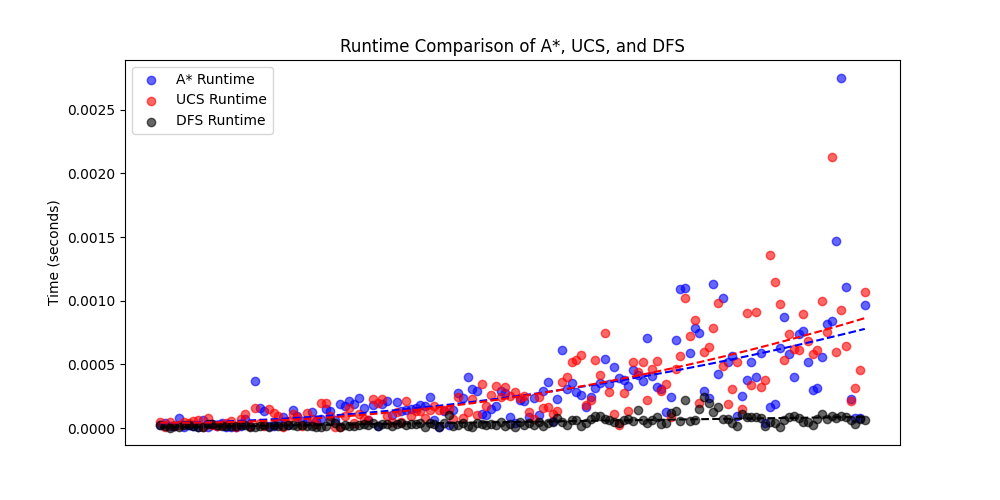 Runtime Comparison of A*, UCS, and DFS
A* Runtime
UCS Runtime
DFS Runtime
Time (seconds)
0.0025
0.0020
0.0015
0.0010
0.0005
0.0000